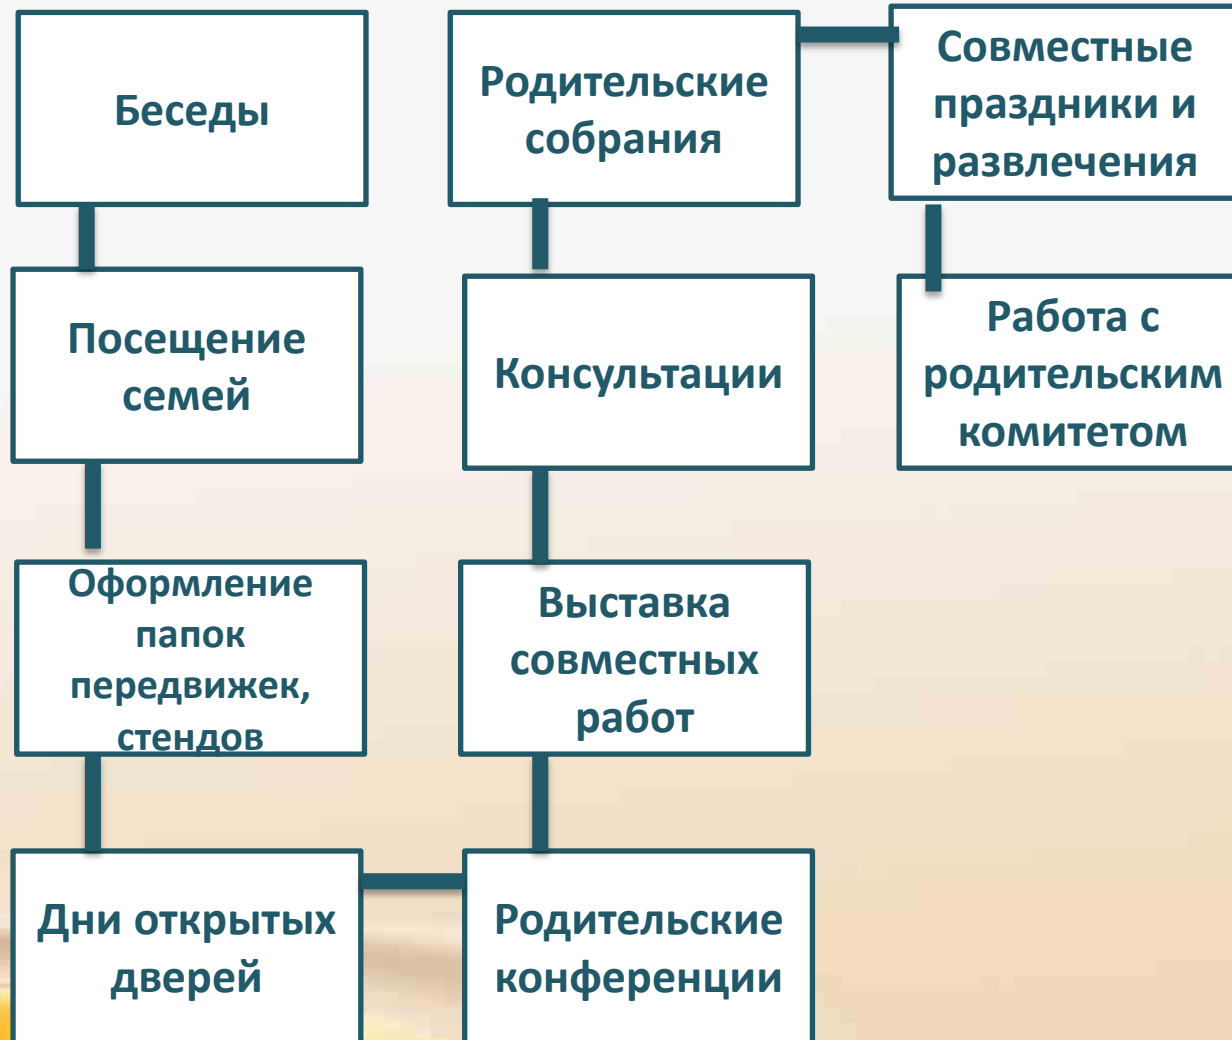 Беседы
Посещение
семей
Оформление
папок
передвижек,
стендов
Дни открытых
дверей
Родительские
конференции
Выставка
совместных
работ
Консультации
Родительские
собрания
Совместные
праздники и
развлечения
Работа с
родительским
комитетом